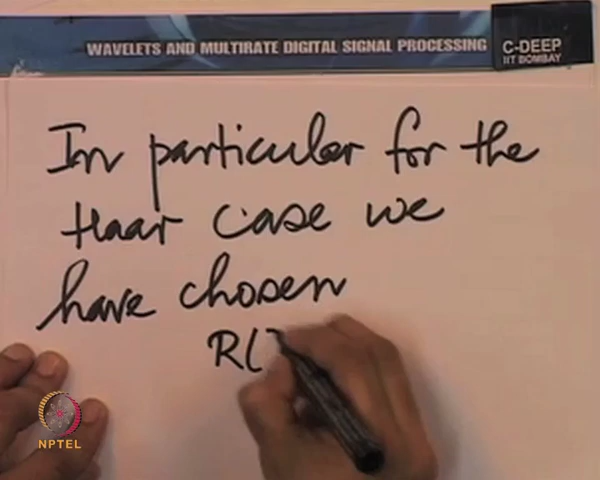 WAVELETS AND MULTIRATE DIGITAL SIGNAL PROCESSING
C-DEEP
IIT BOMBAY
In particular for the
Haar case we
have chosen
R(
NPTEL